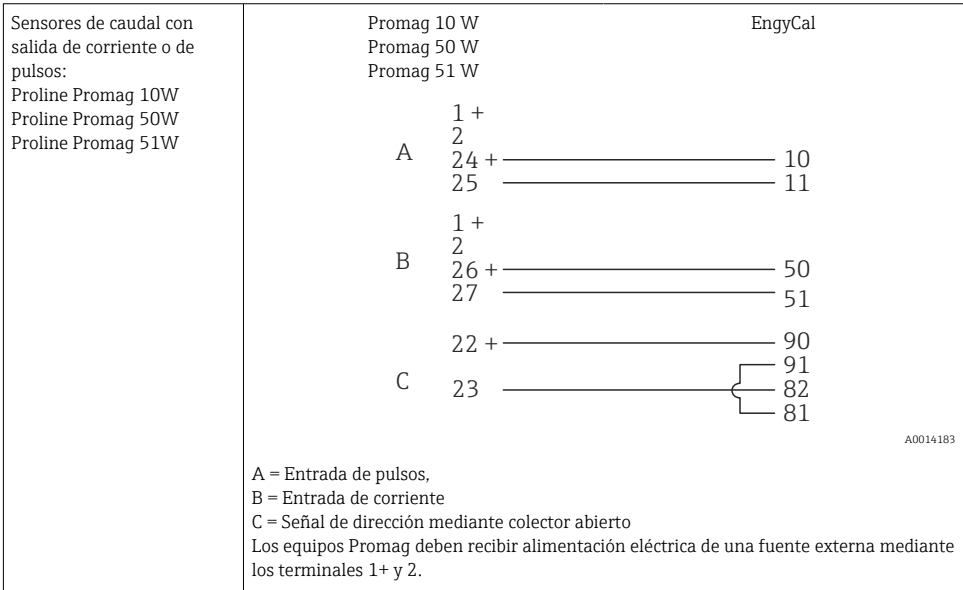 Sensores de caudal con
salida de corriente o de
pulsos:
Proline Promag 10W
Proline Promag 50W
Proline Promag 51W
Promag 10 W
Promag 50 W
Promag 51 W
EngyCal
A
1 +
2
24 + 10
25 11
B
1 +
2
26 + 50
27 51
C
22 + 90
91
23 82
81
A0014183
A = Entrada de pulsos,
B = Entrada de corriente
C = Señal de dirección mediante colector abierto
Los equipos Promag deben recibir alimentación eléctrica de una fuente externa mediante
los terminales 1+ y 2.